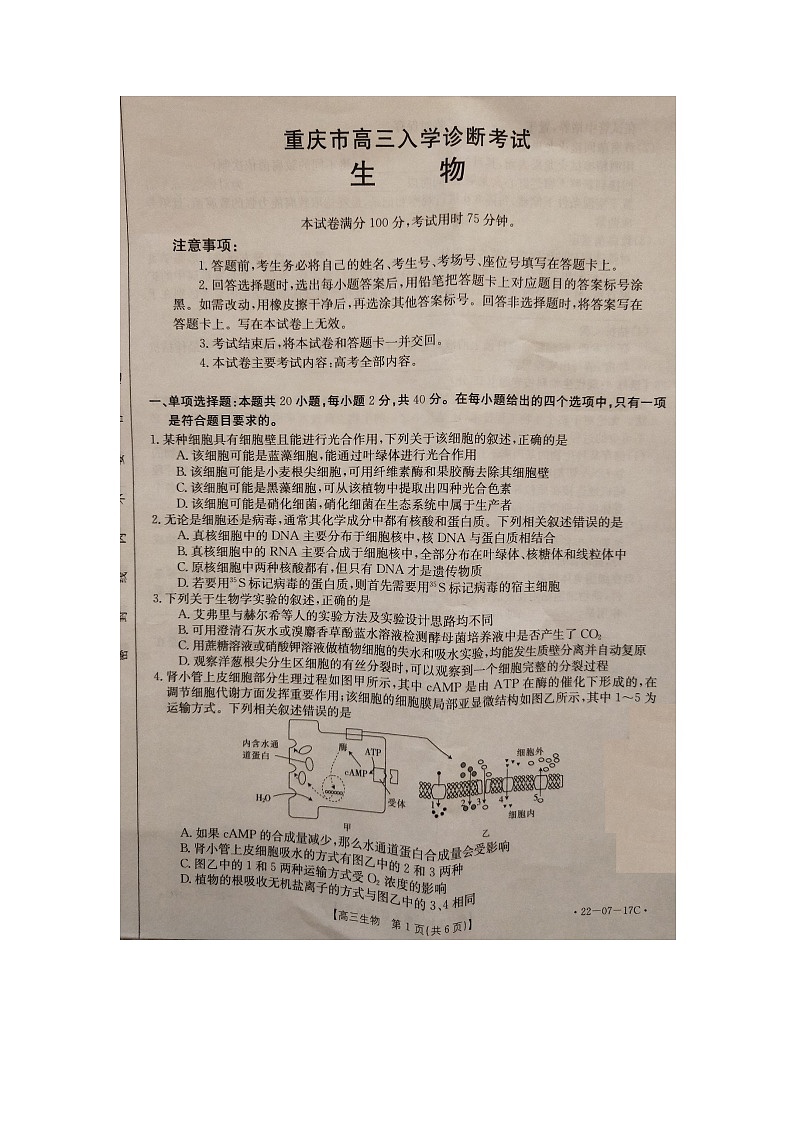 重庆市高三入学诊断考试
生 物
本试卷满分100分,考试用时75分钟。
注意事项:
1.答题前,考生务必将自己的姓名、考生号、考场号、座位号填写在答题卡上。
2.回答选择题时,选出每小题答案后,用铅笔把答题卡上对应题目的答案标号涂
黑。如需改动,用橡皮擦干净后,再选涂其他答案标号。回答非选择题时,将答案写在
答题卡上。写在本试卷上无效。
3.考试结束后,将本试卷和答题卡一并交回。
4.本试卷主要考试内容:高考全部内容。
一、单项选择题:本题共20小题,每小题2分,共40分。在每小题给出的四个选项中,只有一项
是符合题目要求的。
1.某种细胞具有细胞壁且能进行光合作用,下列关于该细胞的叙述,正确的是
A.该细胞可能是蓝藻细胞,能通过叶绿体进行光合作用
B.该细胞可能是小麦根尖细胞,可用纤维素酶和果胶酶去除其细胞壁
C.该细胞可能是黑藻细胞,可从该植物中提取出四种光合色素
D.该细胞可能是硝化细菌,硝化细菌在生态系统中属于生产者
2.无论是细胞还是病毒,通常其化学成分中都有核酸和蛋白质。下列相关叙述错误的是
A.真核细胞中的DNA主要分布于细胞核中,核DNA与蛋白质相结合
B.真核细胞中的RNA主要合成于细胞核中,全部分布在叶绿体、核糖体和线粒体中
C.原核细胞中两种核酸都有,但只有DNA才是遗传物质
D.若要用³⁵S标记病毒的蛋白质,则首先需要用³⁵S标记病毒的宿主细胞
3.下列关于生物学实验的叙述,正确的是
A.艾弗里与赫尔希等人的实验方法及实验设计思路均不同
B.可用澄清石灰水或溴麝香草酚蓝水溶液检测酵母菌培养液中是否产生了CO₂
C.用蔗糖溶液或硝酸钾溶液做植物细胞的失水和吸水实验,均能发生质壁分离并自动复原
D.观察洋葱根尖分生区细胞的有丝分裂时,可以观察到一个细胞完整的分裂过程
4.肾小管上皮细胞部分生理过程如图甲所示,其中cAMP是由ATP在酶的催化下形成的,在
调节细胞代谢方面发挥重要作用;该细胞的细胞膜局部亚显微结构如图乙所示,其中1~5为
运输方式。下列相关叙述错误的是
内含水通
道蛋白
酶
ATP
cAMP
受体
H₂O
甲
细胞外
1 2 3 4 5
细胞内
乙
A.如果cAMP的合成量减少,那么水通道蛋白合成量会受影响
B.肾小管上皮细胞吸水的方式有图乙中的2和3两种
C.图乙中的1和5两种运输方式受O₂浓度的影响
D.植物的根吸收无机盐离子的方式与图乙中的3、4相同
【高三生物 第1页(共6页)】
·22-07-17C·